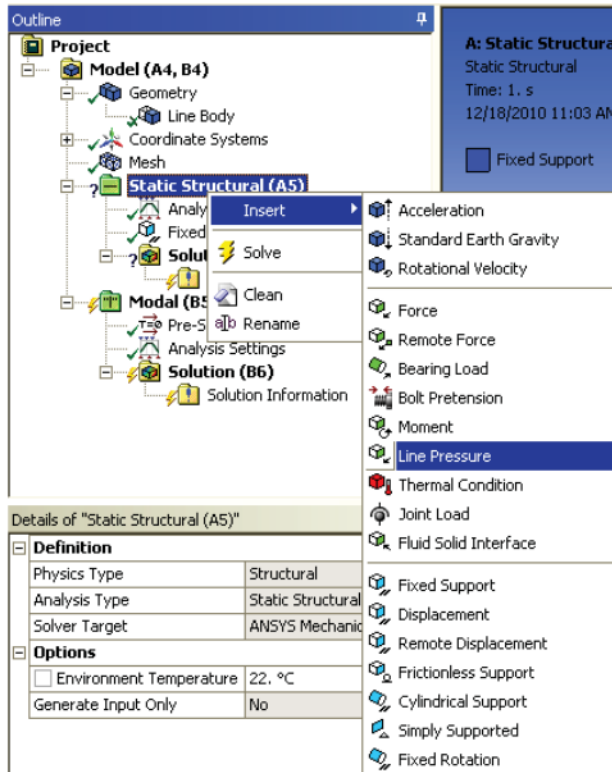 Outline
Project
Model (A4, B4)
Geometry
Line Body
Coordinate Systems
Mesh
Static Structural (A5)
Analy
Fixed
Solut
Modal (B5
T=0 Pre-S
Analysis Settings
Solution (B6)
Solution Information
A: Static Structura
Static Structural
Time: 1. s
12/18/2010 11:03 AM
Fixed Support
Insert
Solve
Clean
Rename
Acceleration
Standard Earth Gravity
Rotational Velocity
Force
Remote Force
Bearing Load
Bolt Pretension
Moment
Line Pressure
Thermal Condition
Joint Load
Fluid Solid Interface
Fixed Support
Displacement
Remote Displacement
Frictionless Support
Cylindrical Support
Simply Supported
Fixed Rotation
Details of "Static Structural (A5)"
Definition
Physics Type Structural
Analysis Type Static Structural
Solver Target ANSYS Mechanic
Options
Environment Temperature 22. °C
Generate Input Only No